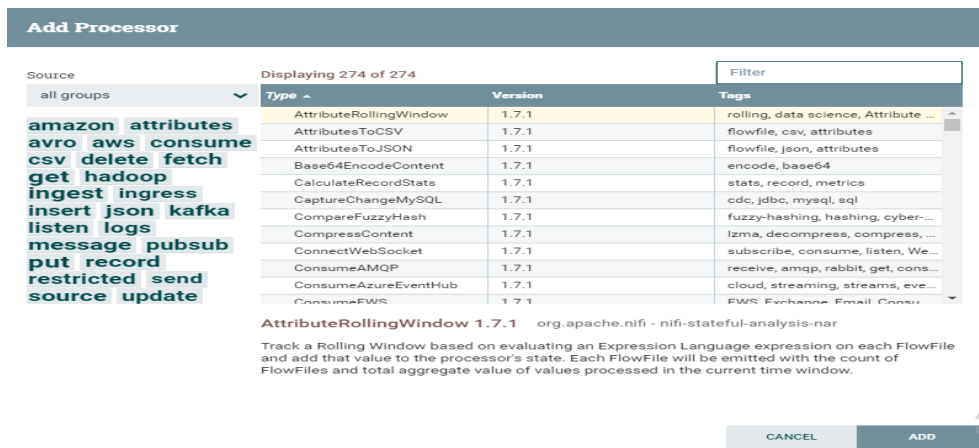 Add Processor
Source
all groups
amazon attributes
avro aws consume
csv delete fetch
get hadoop
ingest ingress
insert json kafka
listen logs
message pubsub
put record
restricted send
source update
Displaying 274 of 274
Filter
Type Version Tags
AttributeRollingWindow 1.7.1 rolling, data science, Attribute ...
AttributesToCSV 1.7.1 flowfile, csv, attributes
AttributesToJSON 1.7.1 flowfile, json, attributes
Base64EncodeContent 1.7.1 encode, base64
CalculateRecordStats 1.7.1 stats, record, metrics
CaptureChangeMySQL 1.7.1 cdc, jdbc, mysql, sql
CompareFuzzyHash 1.7.1 fuzzy-hashing, hashing, cyber-...
CompressContent 1.7.1 lzma, decompress, compress, ...
ConnectWebSocket 1.7.1 subscribe, consume, listen, We...
ConsumeAMQP 1.7.1 receive, amqp, rabbit, get, cons...
ConsumeAzureEventHub 1.7.1 cloud, streaming, streams, eve...
ConsumeEWS 1.7.1 EWS, Exchange, Email, Consu...
AttributeRollingWindow 1.7.1 org.apache.nifi - nifi-stateful-analysis-nar
Track a Rolling Window based on evaluating an Expression Language expression on each FlowFile
and add that value to the processor's state. Each FlowFile will be emitted with the count of
FlowFiles and total aggregate value of values processed in the current time window.
CANCEL ADD